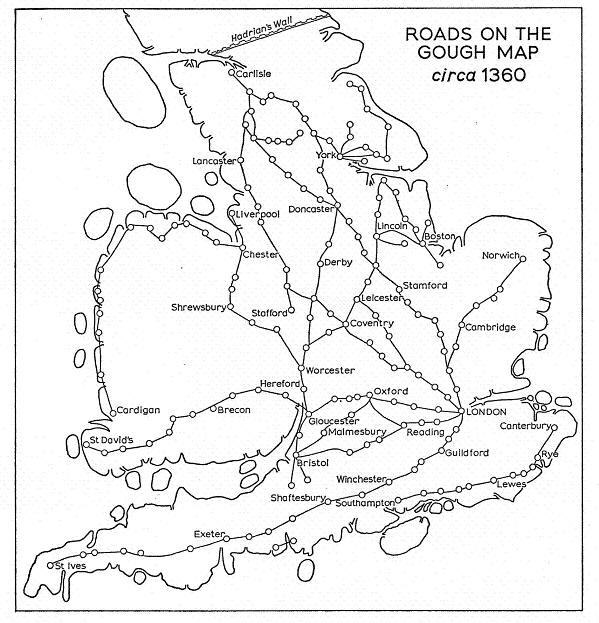 ROADS ON THE
GOUGH MAP
circa 1360
Hadrian's Wall
Carlisle
York
Lancaster
Liverpool
Doncaster
Lincoln
Boston
Chester
Derby
Norwich
Stamford
Shrewsbury
Stofford
Leicester
Coventry
Cambridge
Worcester
Hereford
Oxford
Cardigan
Brecon
LONDON
Gloucester
Malmesbury
Reading
Canterbury
St David's
Bristol
Guildford
Rye
Winchester
Lewes
Shaftesbury
Southampton
Exeter
St Ives